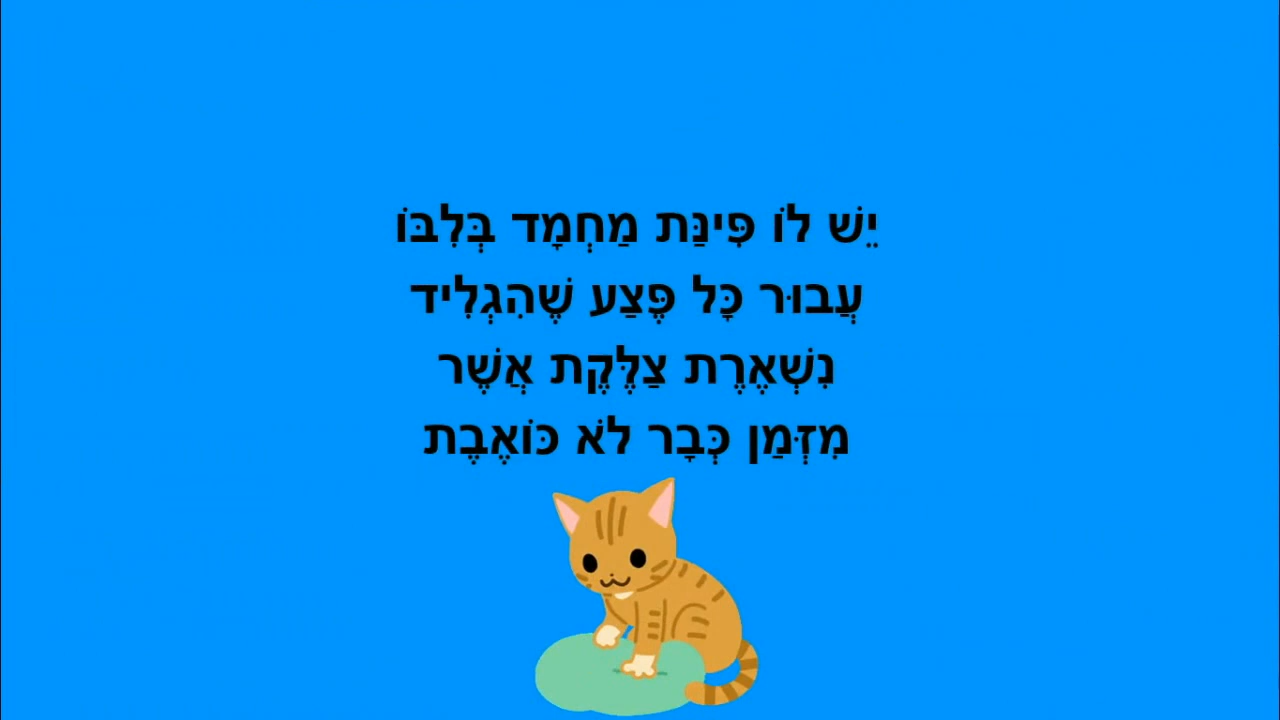 יֵשׁ לוֹ פִּינַּת מַחְמָד בְּלִבּוֹ
עֲבוּר כָּל פֶּצַע שֶׁהִגְלִיד
נִשְׁאֶרֶת צַלֶּקֶת אֲשֶׁר
מִזְּמַן כְּבָר לֹא כּוֹאֶבֶת